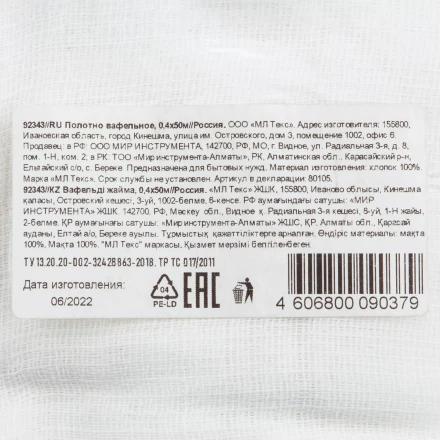 92343//RU Полотно вафельное, 0,4х50м//Россия. ООО «МЛ Текс». Адрес изготовителя: 155800,
Ивановская область, город Кинешма, улица им. Островского, дом 3, помещение 1002, офис 6.
Продавец: в РФ: ООО МИР ИНСТРУМЕНТА, 142700, РФ, МО, г. Видное, ул. Радиальная 3-я, д. 8,
пом. 1-Н, ком. 2; в РК: ТОО «Мир инструмента-Алматы», РК, Алматинская обл., Карасайский р-н,
Елтайский с/о, с. Береке. Предназначена для бытовых нужд. Материал изготовления: хлопок 100%
Марка «МЛ Текс». Срок годности не установлен. Артикул в декларации: 80105.
92343//KZ Вафельді жайма, 0,4х50м//Ресей. «МЛ Текс» ЖШК, 155800, Иваново облысы, Кинешма
қаласы, Островский көшесі, 3-үй, 1002-бөлме, 6-кеңсе. РФ аумағындағы сатушы: «МИР
ИНСТРУМЕНТА» ЖШҚ. 142700, РФ, Мәскеу обл., Видное қ. Радиальная 3-я көшесі, 8-үй, 1-Н жайы,
2-бөлме. ҚР аумағындағы сатушы: «Мир инструмента-Алматы» ЖШС, ҚР, Алматы обл., Қарасай
ауданы, Елтай а/о, Береке ауылы. Тұрмыстық қажеттіліктерге арналған. Өндіріс материалы: мақта
100%. Мақта 100%. "МЛ Текс" маркасы. Қызмет мерзімі белгіленбеген.
ТУ 13.20.20-002-32428863-2018. ТР ТС 017/2011
Дата изготовления:
06/2022
04
PE-LD
EAC
4 606800 090379